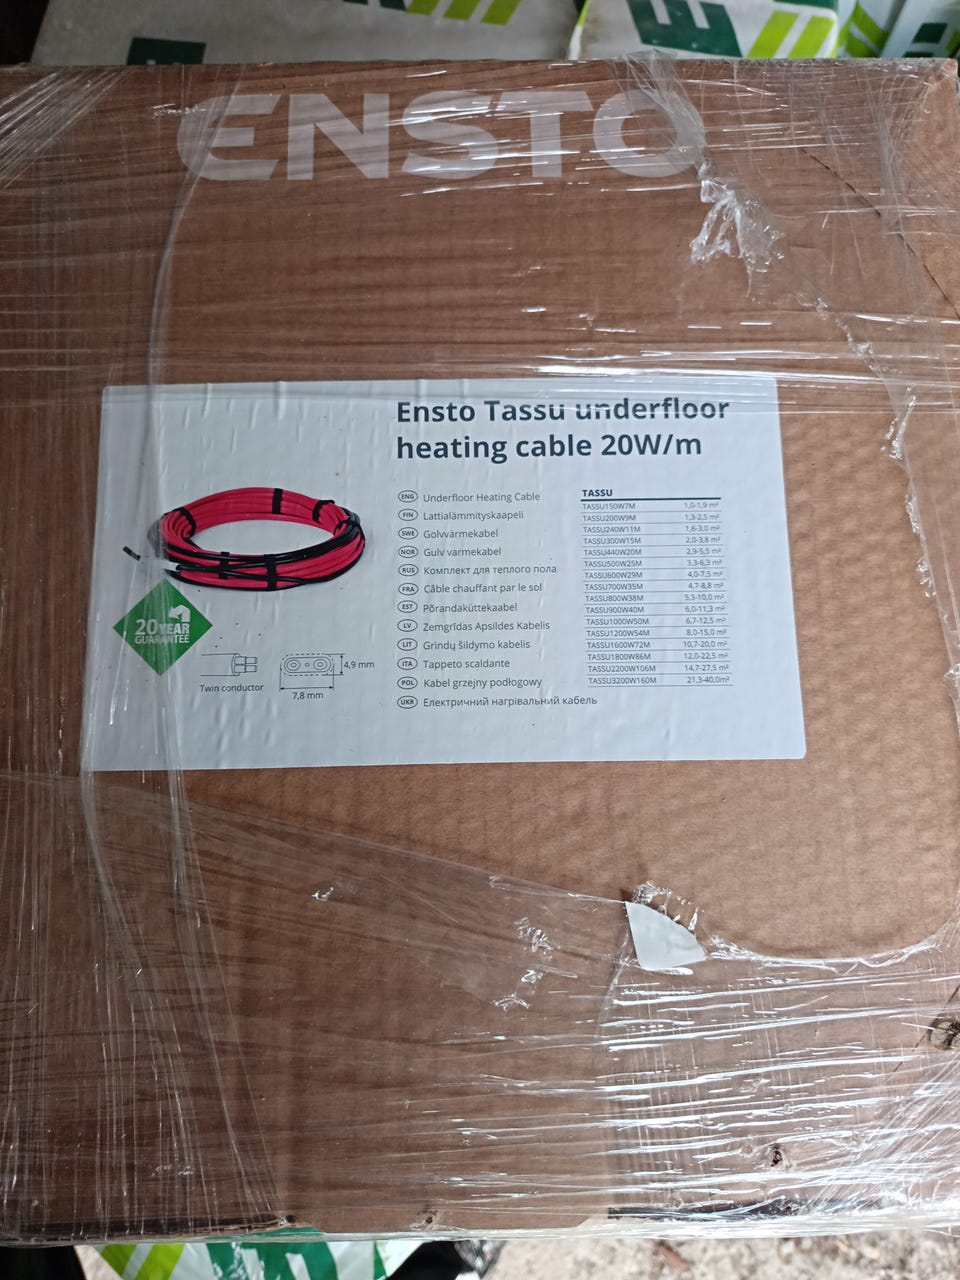 ENSTO
Ensto Tassu underfloor
heating cable 20W/m
ENG Underfloor Heating Cable
FIN Lattialämmityskaapeli
SWE Golvvärmekabel
NOR Gulv varmekabel
RUS Комплект для теплого пола
FRA Câble chauffant par le sol
EST Põrandaküttekaabel
LV Zemgrīdas Apsildes Kabelis
LIT Grindų šildymo kabelis
ITA Tappeto scaldante
POL Kabel grzejny podłogowy
UKR Електричний нагрівальний кабель
TASSU
TASSU150W7M 1,0-1,9 m²
TASSU200W9M 1,3-2,5 m²
TASSU240W11M 1,6-3,0 m²
TASSU300W15M 2,0-3,8 m²
TASSU440W20M 2,9-5,5 m²
TASSU500W25M 3,3-6,3 m²
TASSU600W29M 4,0-7,5 m²
TASSU700W35M 4,7-8,8 m²
TASSU800W38M 5,3-10,0 m²
TASSU900W40M 6,0-11,3 m²
TASSU1000W50M 6,7-12,5 m²
TASSU1200W54M 8,0-15,0 m²
TASSU1600W72M 10,7-20,0 m²
TASSU1800W86M 12,0-22,5 m²
TASSU2200W106M 14,7-27,5 m²
TASSU3200W160M 21,3-40,0m²
20 YEAR
GUARANTEE
Twin conductor
4,9 mm
7,8 mm